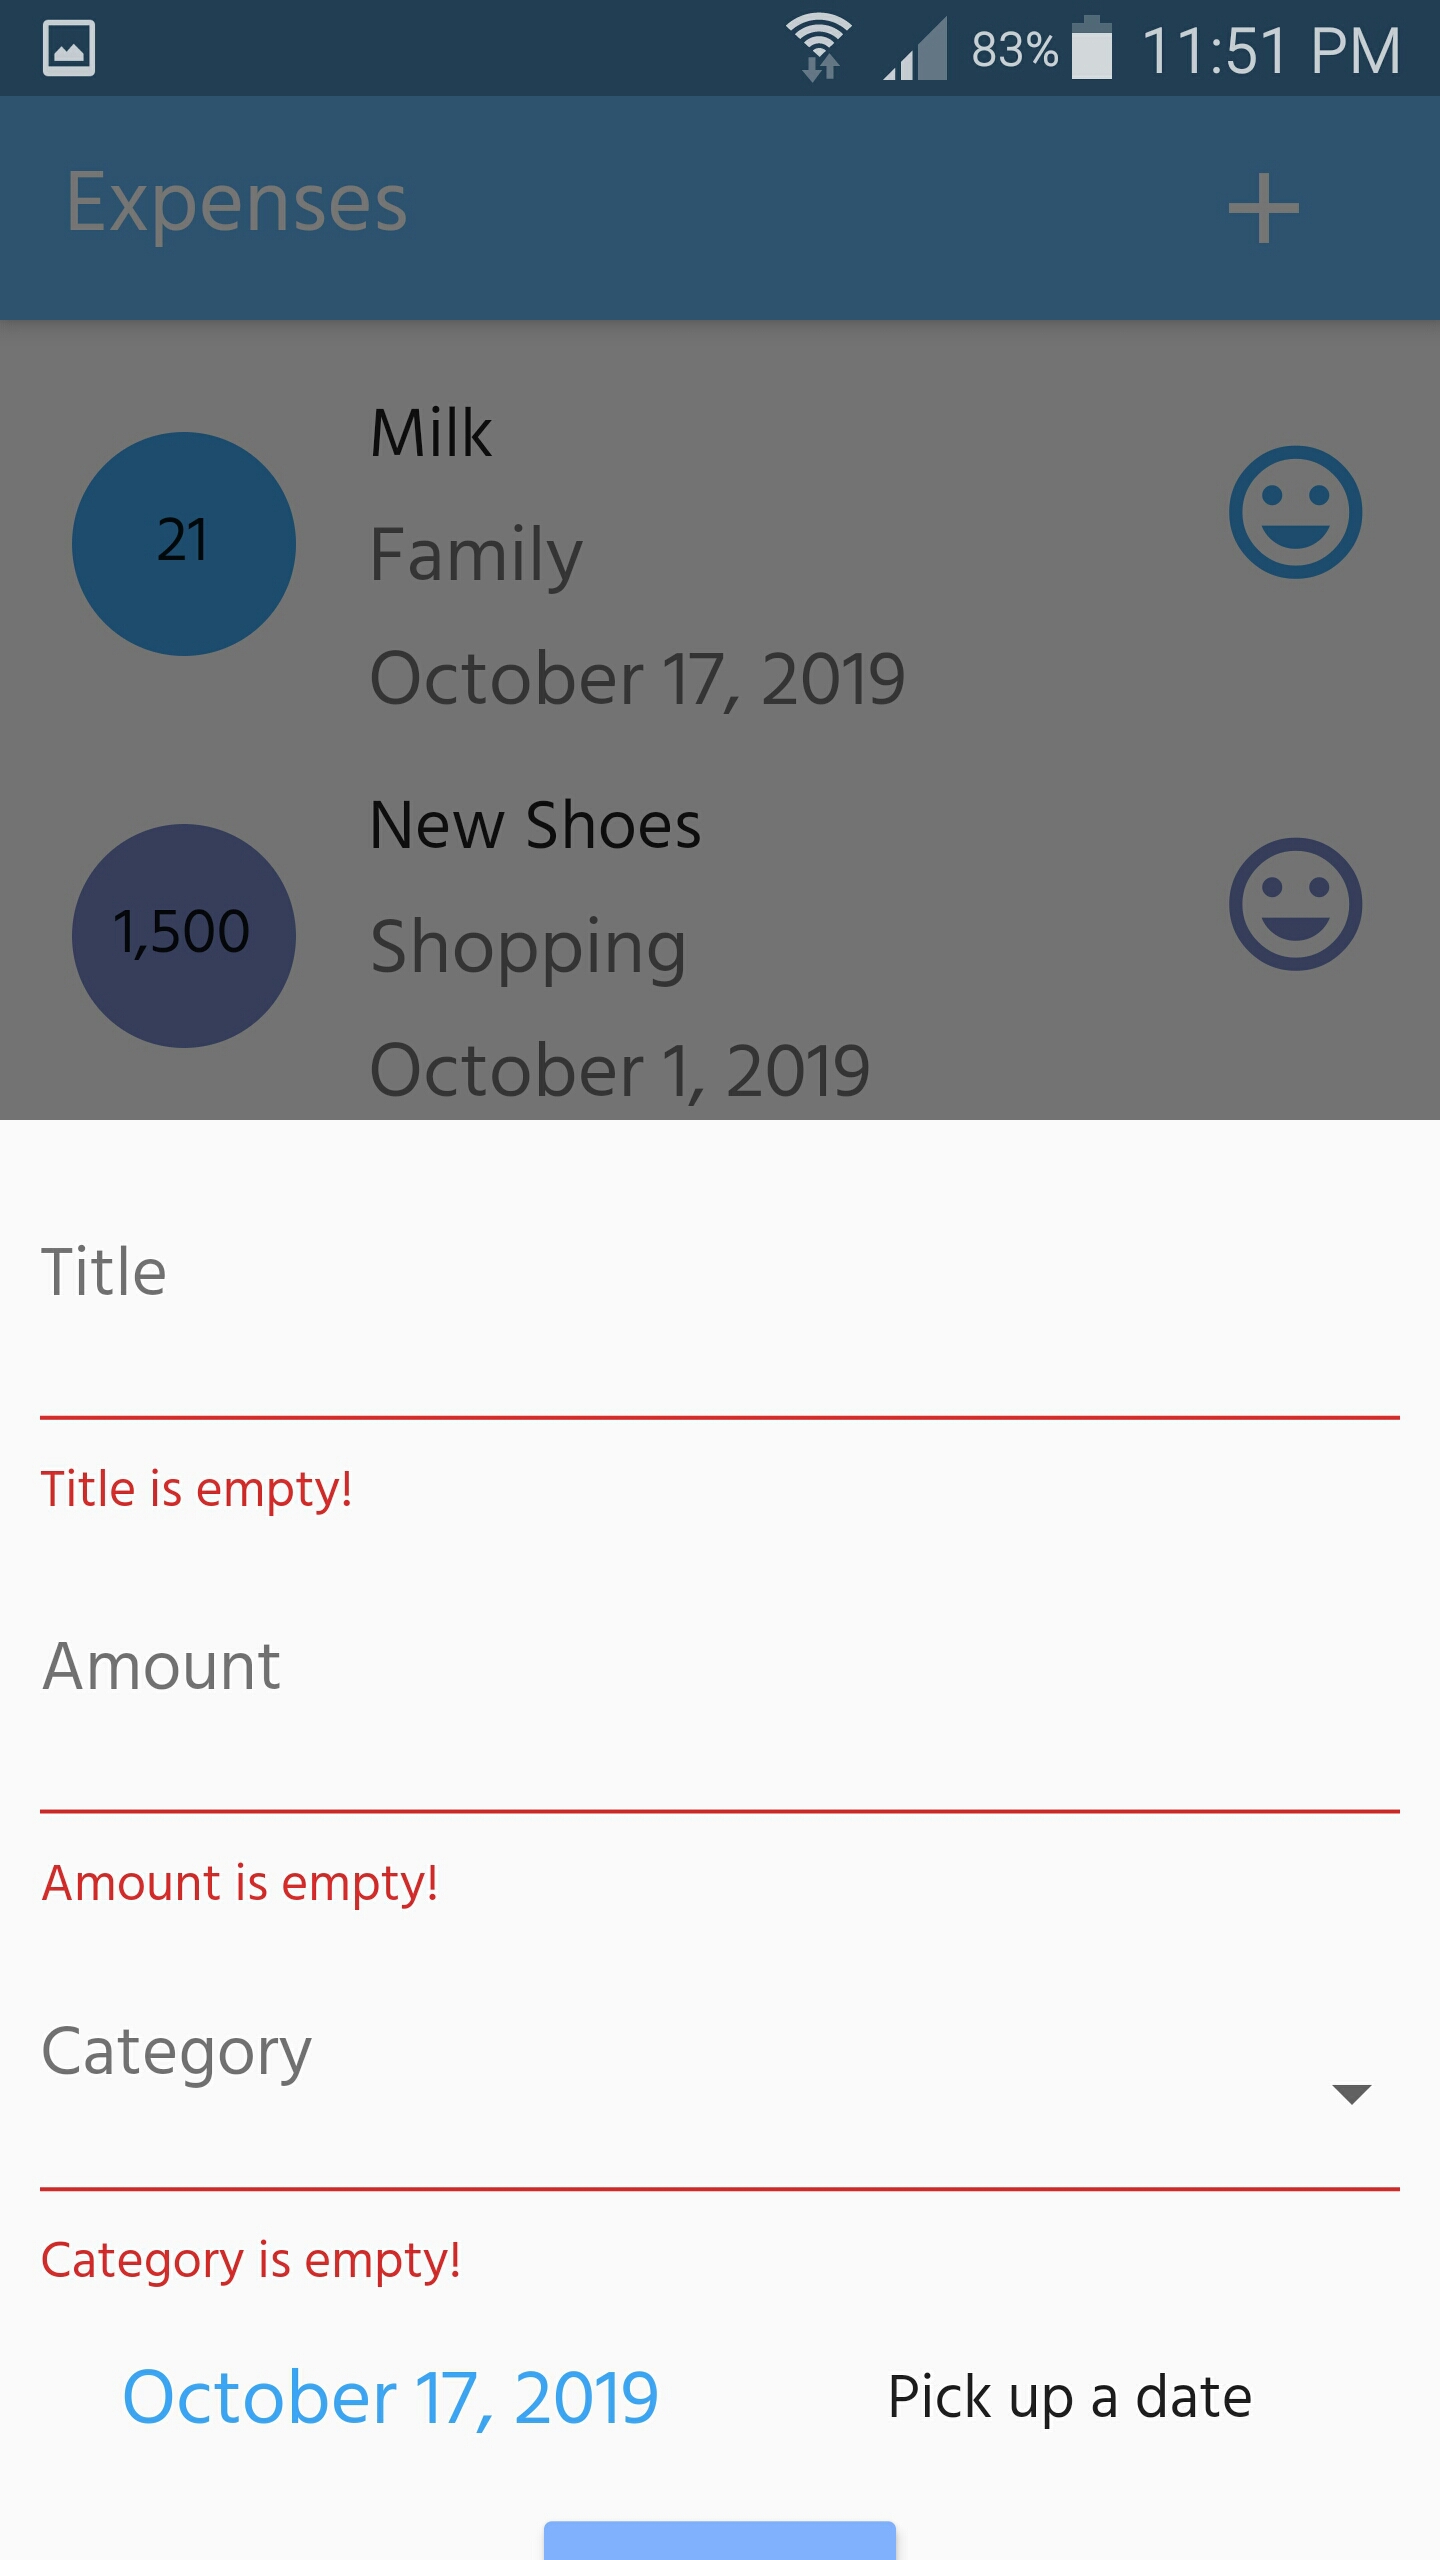 83% 11:51 PM
Expenses
Milk
21
Family
October 17, 2019
New Shoes
1,500
Shopping
October 1, 2019
Title
Title is empty!
Amount
Amount is empty!
Category
Category is empty!
October 17, 2019 Pick up a date